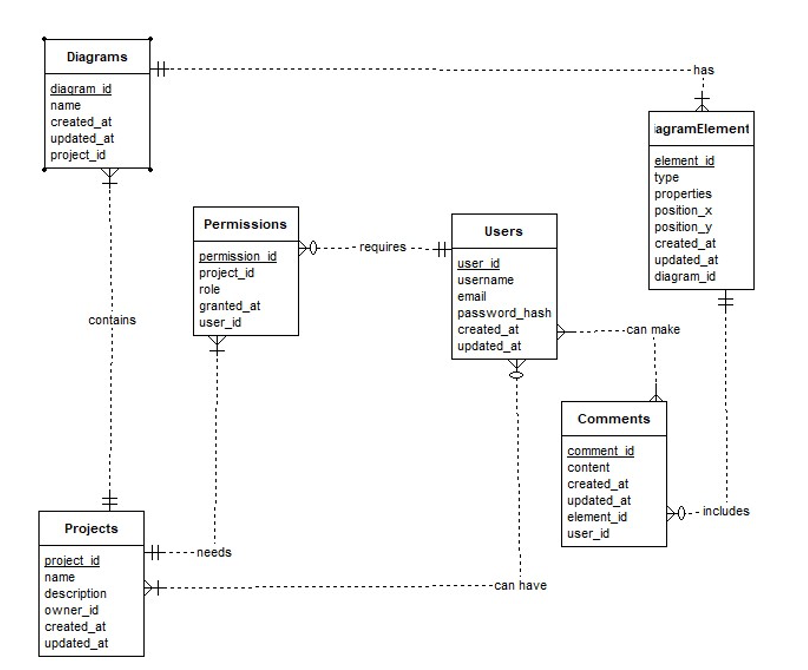 Diagrams
diagram_id
name
created_at
updated_at
project_id
has
iagramElement
element_id
type
properties
position_x
position_y
created_at
updated_at
diagram_id
Permissions
permission_id
project_id
role
granted_at
user_id
requires
Users
user_id
username
email
password_hash
created_at
updated_at
contains
can make
Comments
comment_id
content
created_at
updated_at
element_id
user_id
includes
Projects
project_id
name
description
owner_id
created_at
updated_at
needs
can have